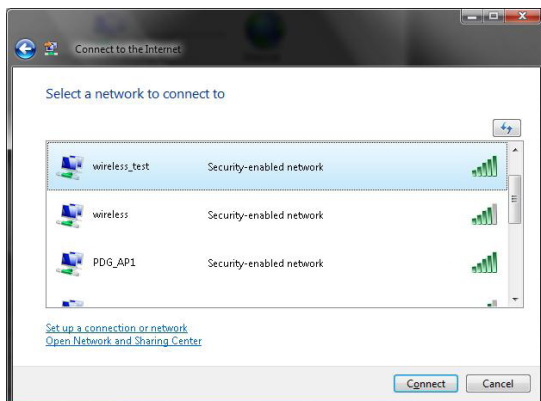 Connect to the Internet
Select a network to connect to
wireless_test Security-enabled network
wireless Security-enabled network
PDG_AP1 Security-enabled network
Set up a connection or network
Open Network and Sharing Center
Connect Cancel